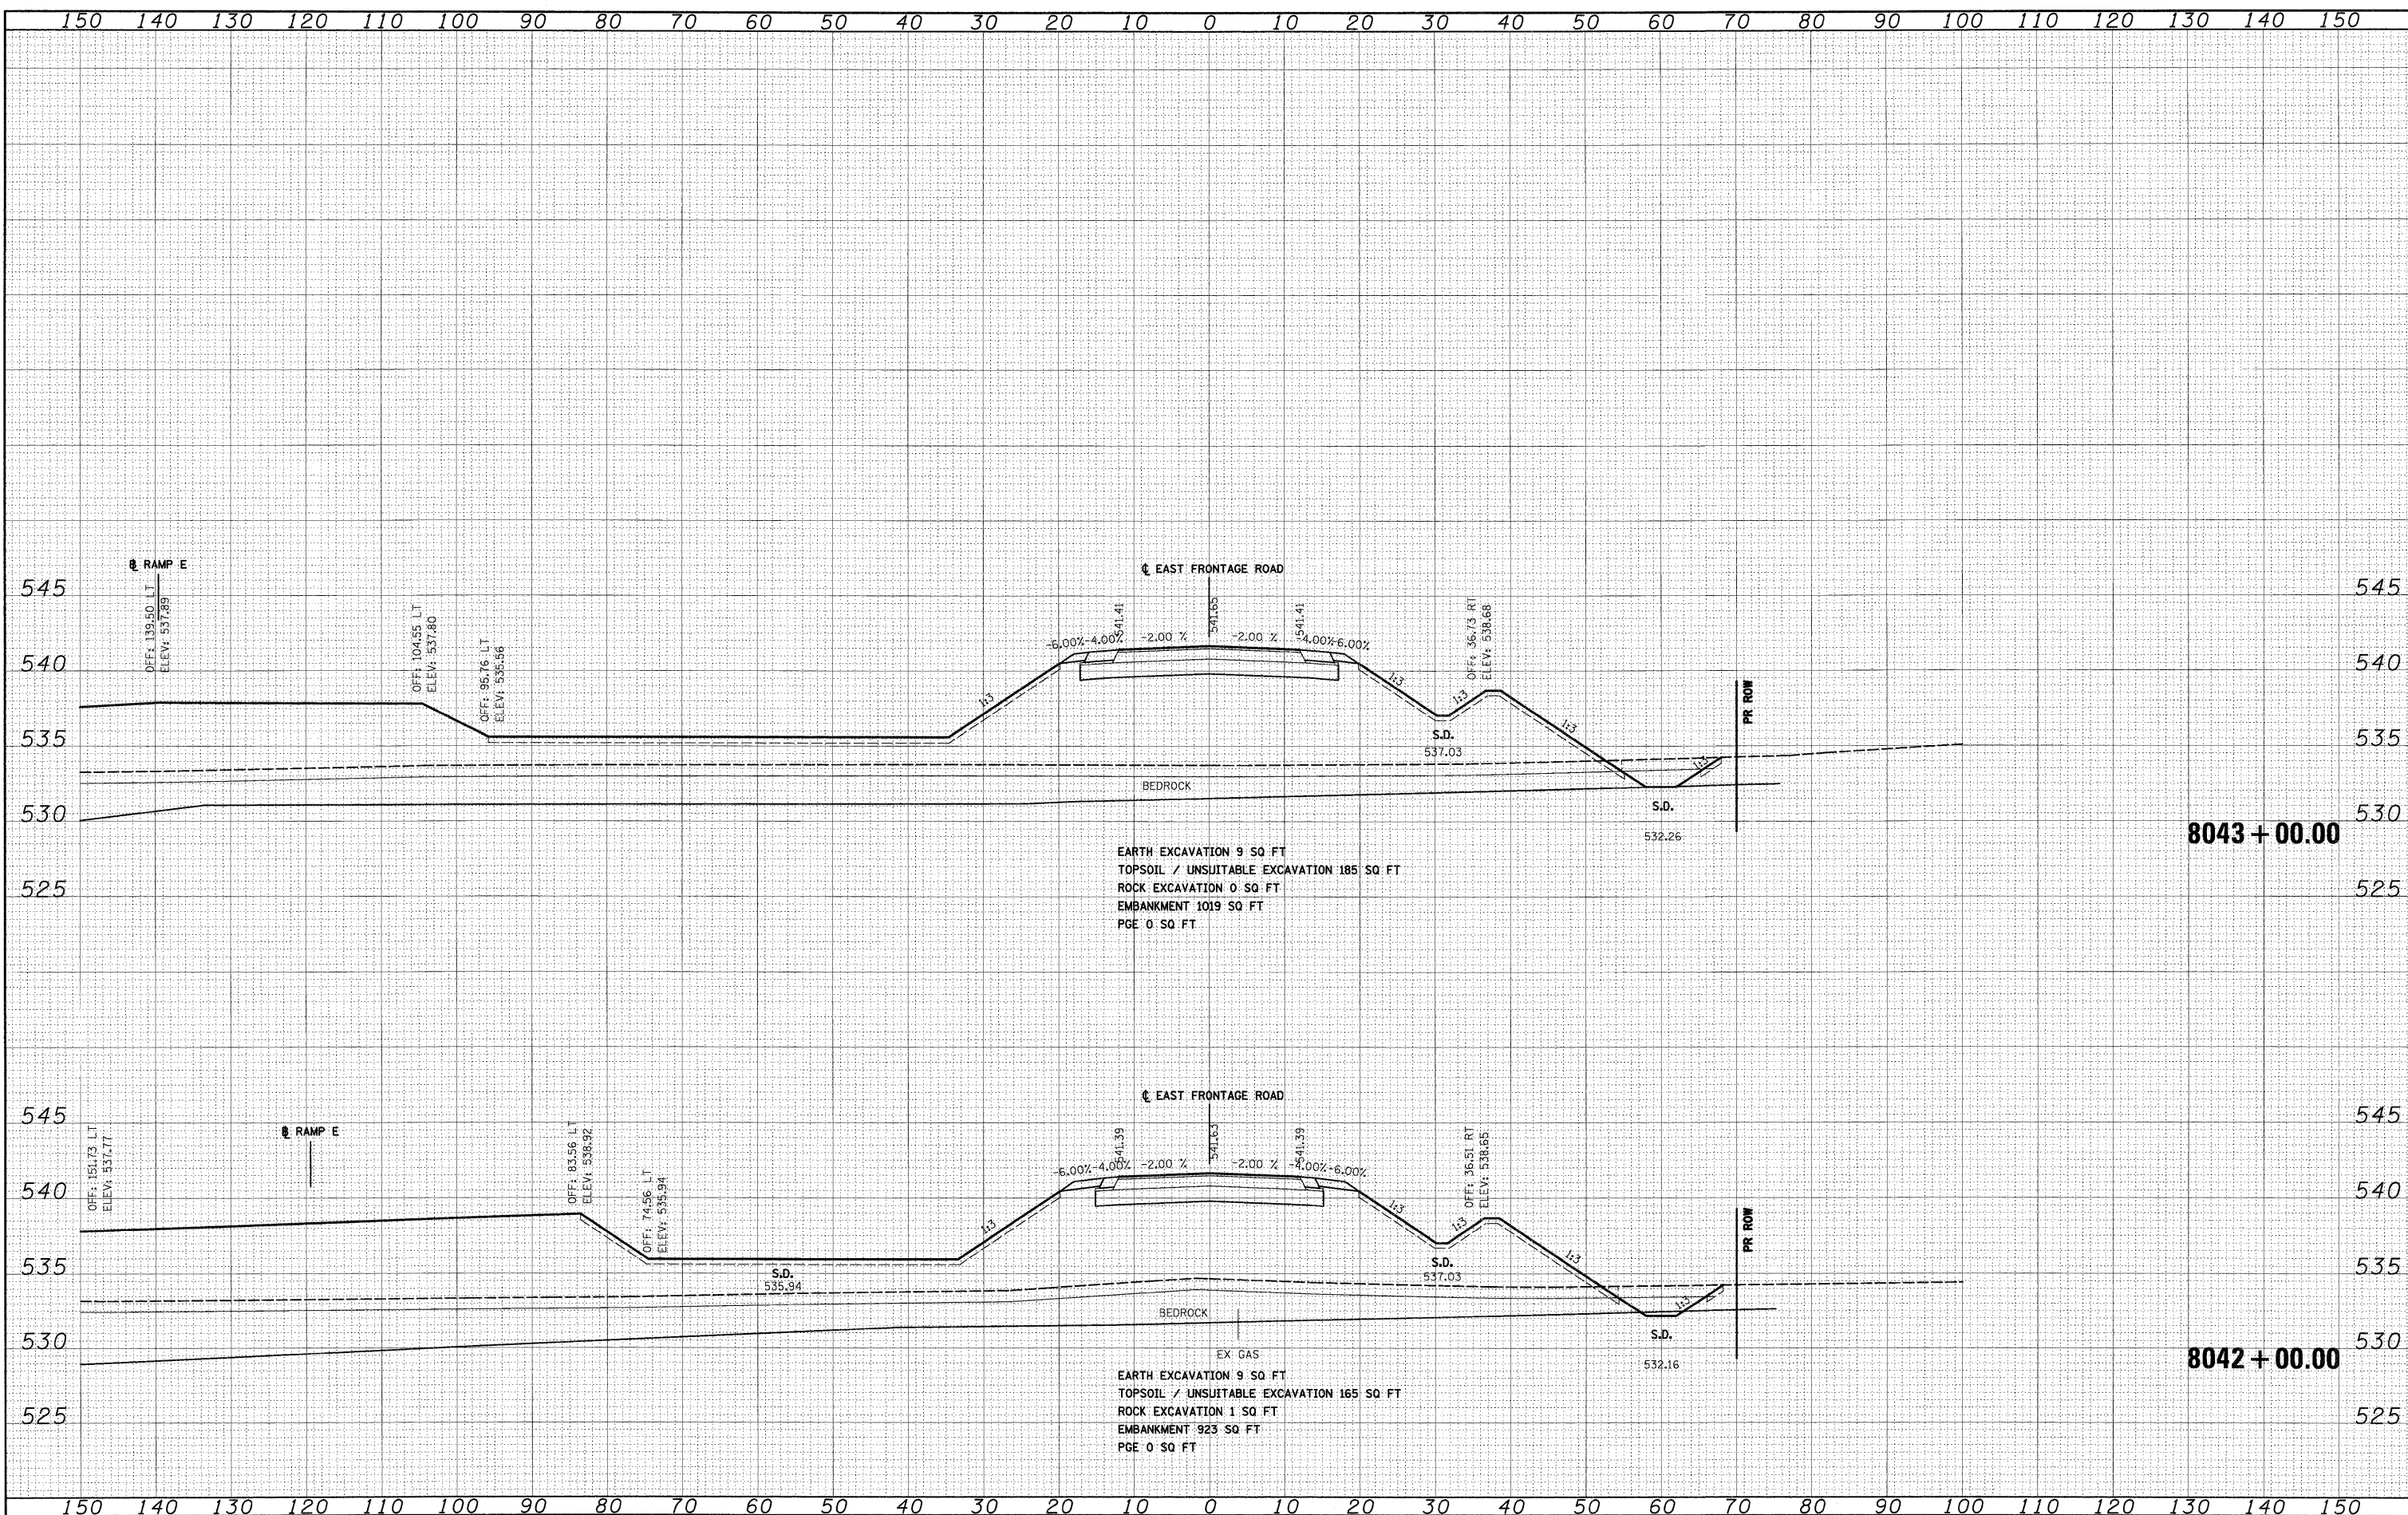 150 140 130 120 110 100 90 80 70 60 50 40 30 20 10 0 10 20 30 40 50 60 70 80 90 100 110 120 130 140 150
℄ EAST FRONTAGE ROAD
B̲L RAMP E
545 545
OFF: 139.50 LT
ELEV: 537.89
OFF: 104.55 LT
ELEV: 537.80
OFF: 95.76 LT
ELEV: 535.56
541.41
541.65
541.41
OFF: 36.73 RT
ELEV: 538.68
-6.00% -4.00% -2.00 % -2.00 % -4.00% -6.00%
540 540
1:3 1:3 1:3 1:3 1:3
PR ROW
535 535
S.D.
537.03
BEDROCK
530 530
S.D.
532.26
8043+00.00
EARTH EXCAVATION 9 SQ FT
TOPSOIL / UNSUITABLE EXCAVATION 185 SQ FT
ROCK EXCAVATION 0 SQ FT
EMBANKMENT 1019 SQ FT
PGE 0 SQ FT
525 525
℄ EAST FRONTAGE ROAD
545 545
B̲L RAMP E
OFF: 151.73 LT
ELEV: 537.77
OFF: 83.56 LT
ELEV: 538.92
OFF: 74.56 LT
ELEV: 535.94
541.39
541.63
541.39
OFF: 36.51 RT
ELEV: 538.65
-6.00% -4.00% -2.00 % -2.00 % -4.00% -6.00%
540 540
1:3 1:3 1:3 1:3 1:3
PR ROW
535 535
S.D.
535.94
S.D.
537.03
BEDROCK
530 530
EX GAS
S.D.
532.16
8042+00.00
EARTH EXCAVATION 9 SQ FT
TOPSOIL / UNSUITABLE EXCAVATION 165 SQ FT
ROCK EXCAVATION 1 SQ FT
EMBANKMENT 923 SQ FT
PGE 0 SQ FT
525 525
150 140 130 120 110 100 90 80 70 60 50 40 30 20 10 0 10 20 30 40 50 60 70 80 90 100 110 120 130 140 150